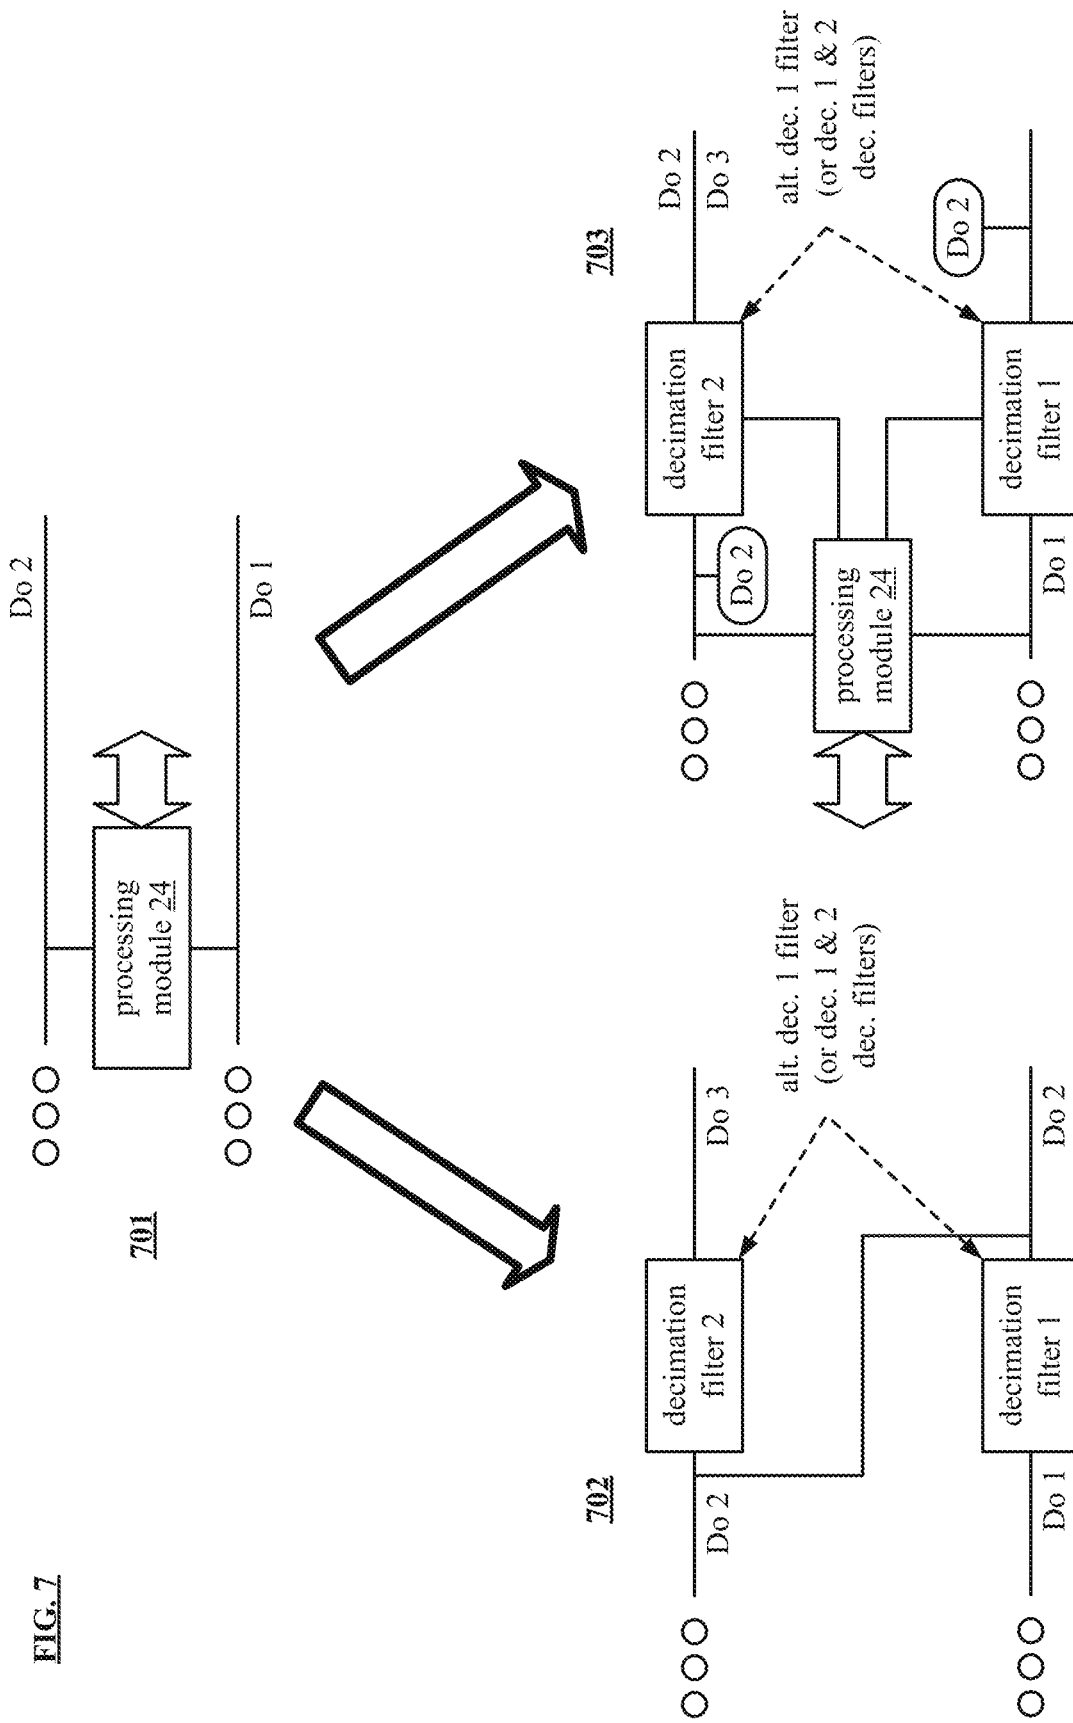 FIG. 7
701
Do 2
processing
module 24
Do 1
702
Do 2
decimation
filter 2
Do 3
alt. dec. 1 filter
(or dec. 1 & 2
dec. filters)
Do 1
decimation
filter 1
Do 2
703
Do 2
decimation
filter 2
Do 2
Do 3
alt. dec. 1 filter
(or dec. 1 & 2
dec. filters)
processing
module 24
Do 1
decimation
filter 1
Do 2